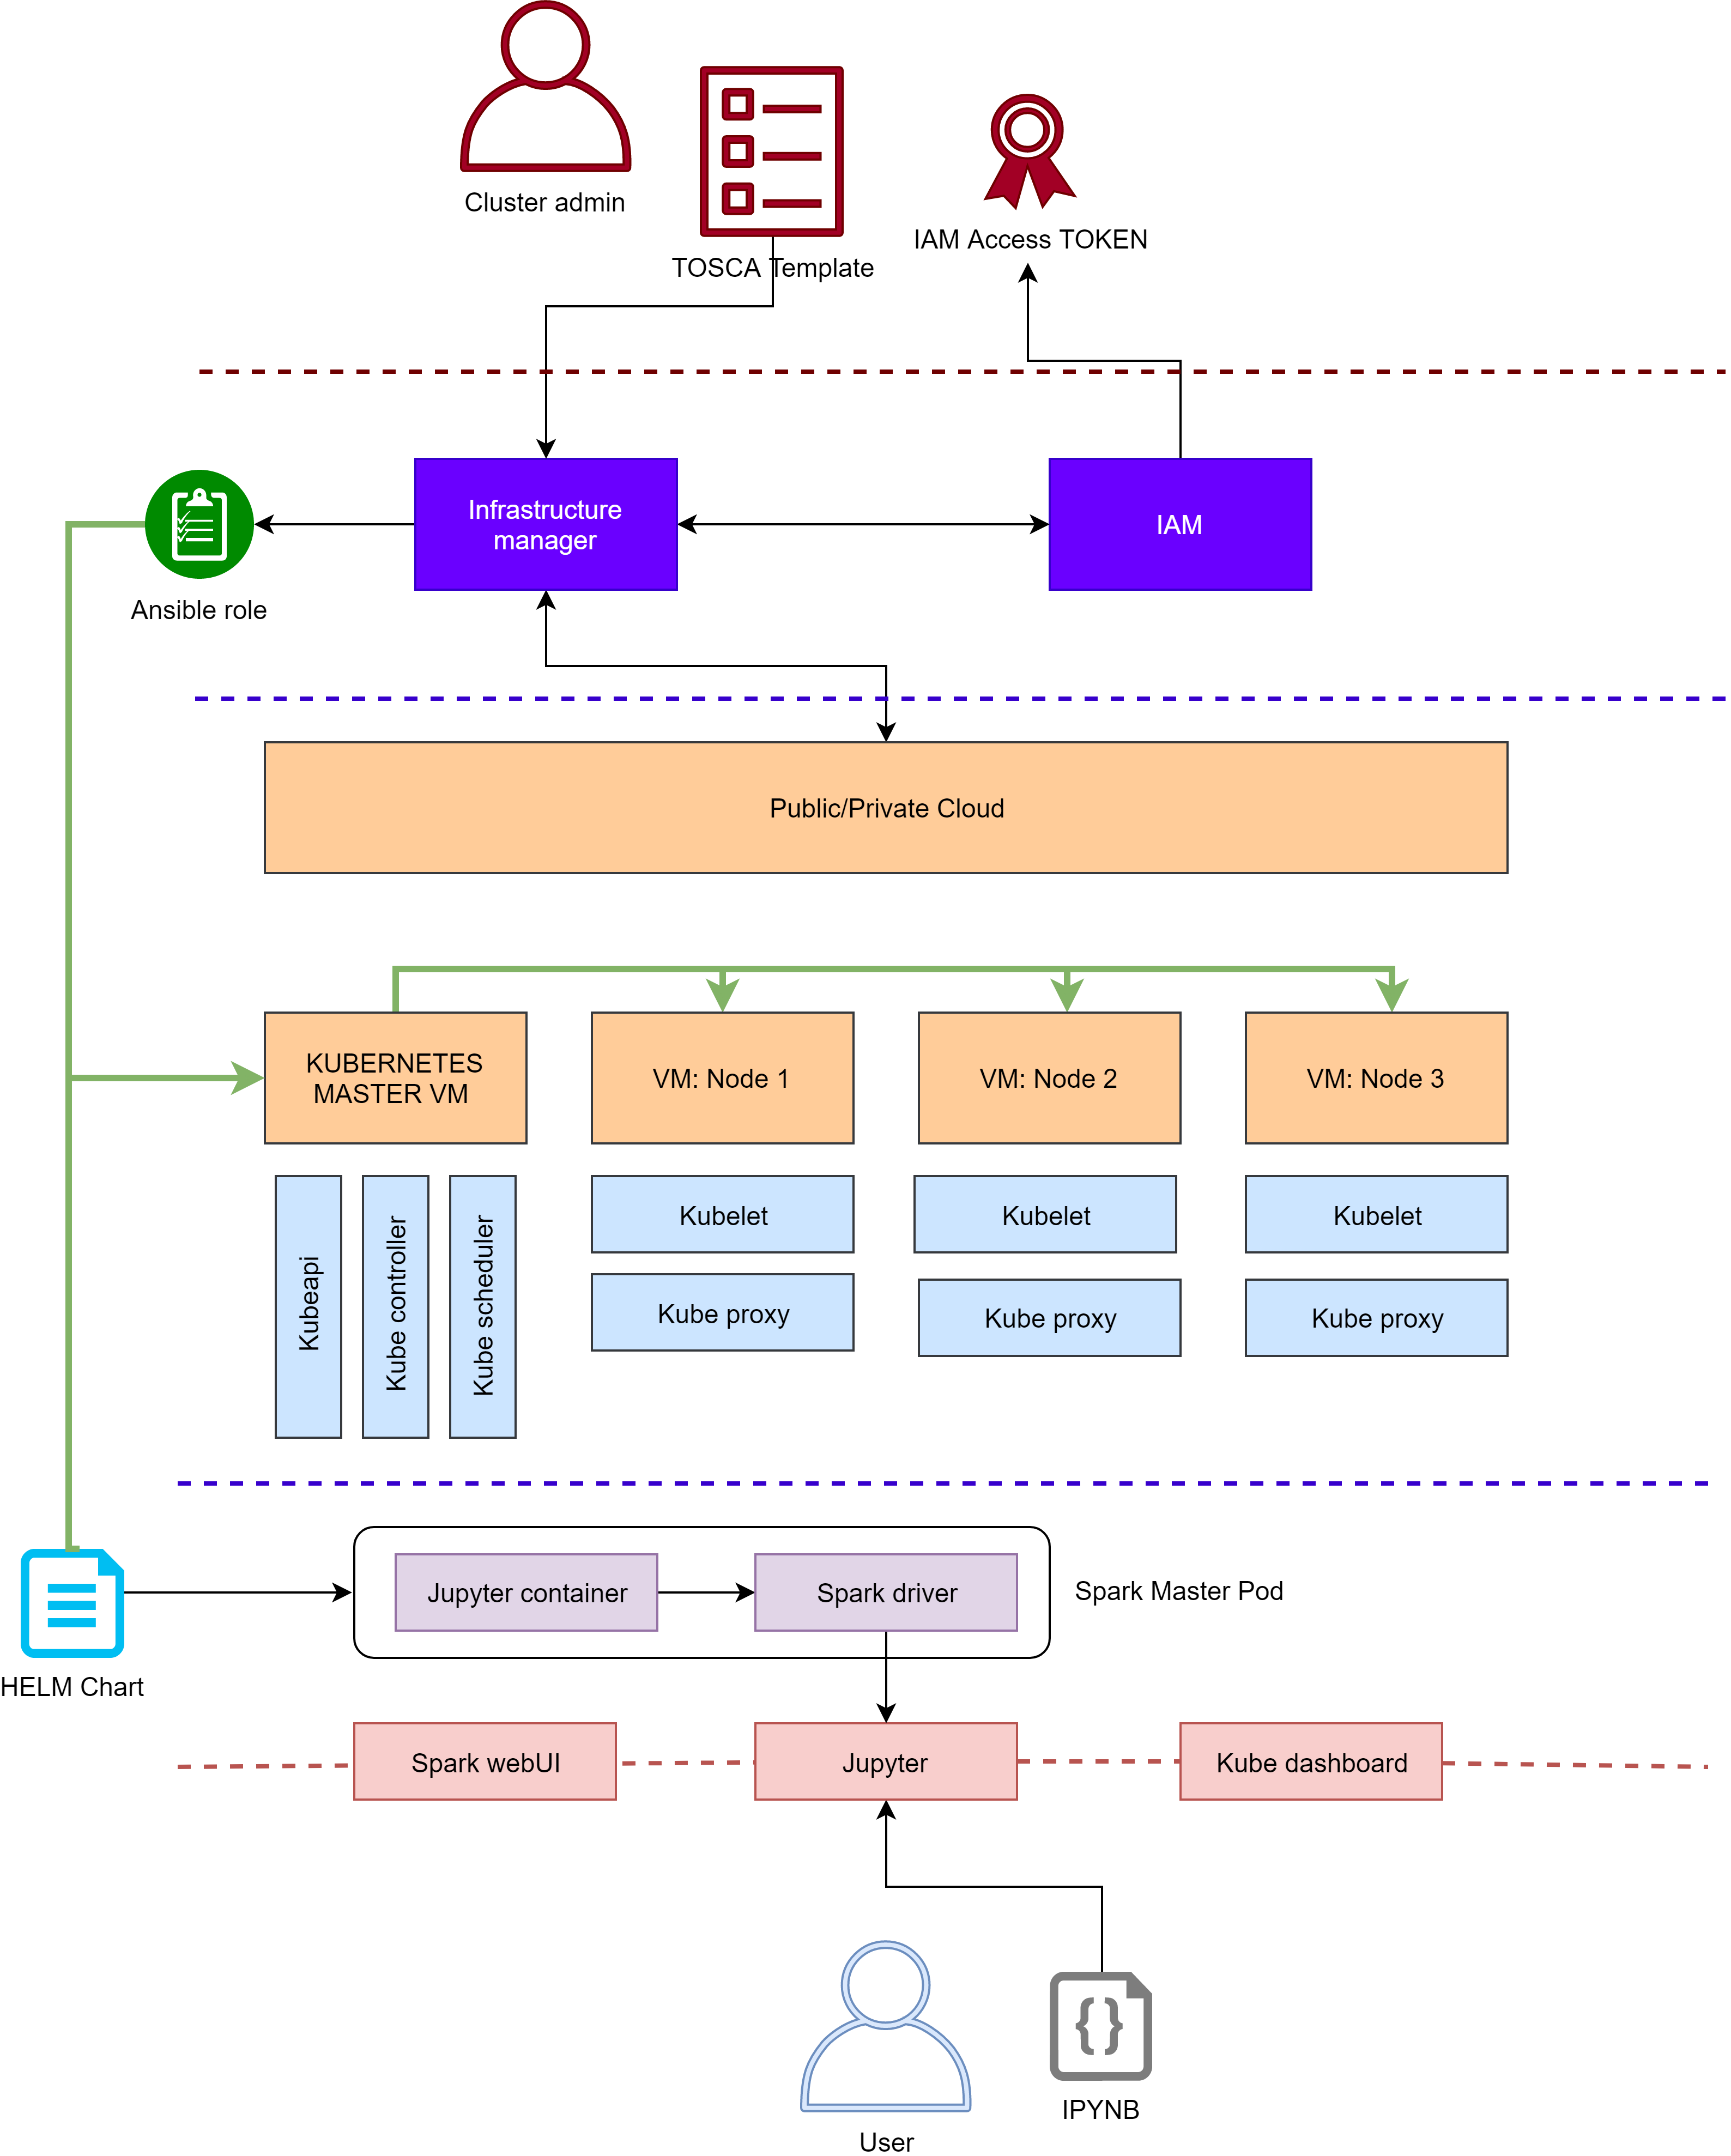 Cluster admin
TOSCA Template
IAM Access TOKEN
Infrastructure
manager
IAM
Ansible role
Public/Private Cloud
KUBERNETES
MASTER VM
VM: Node 1
VM: Node 2
VM: Node 3
Kubeapi
Kube controller
Kube scheduler
Kubelet
Kubelet
Kubelet
Kube proxy
Kube proxy
Kube proxy
Jupyter container
Spark driver
Spark Master Pod
HELM Chart
Spark webUI
Jupyter
Kube dashboard
{}
IPYNB
User